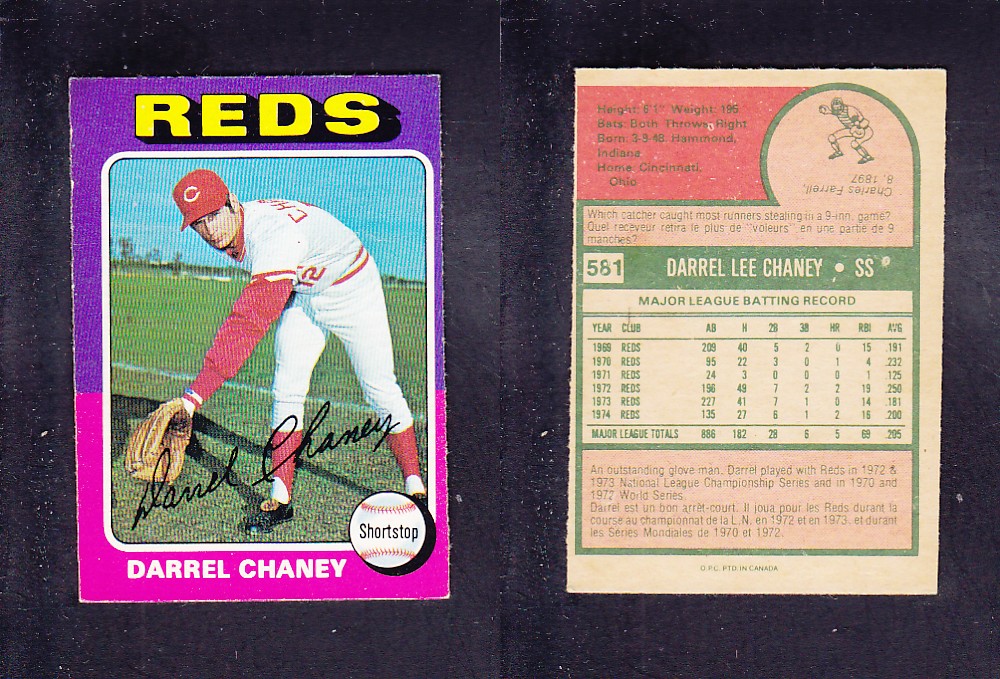 REDS
C
CH
12
Darrel Chaney
Shortstop
DARREL CHANEY
Height: 6'1" Weight: 195
Bats: Both Throws: Right
Born: 3-9-48 Hammond,
Indiana
Home: Cincinnati,
Ohio
Charles Farrell,
8, 1897
Which catcher caught most runners stealing in a 9-inn. game?
Quel receveur retira le plus de "voleurs" en une partie de 9
manches?
581 DARREL LEE CHANEY • SS
MAJOR LEAGUE BATTING RECORD
YEAR CLUB AB H 2B 3B HR RBI AVG
1969 REDS 209 40 5 2 0 15 .191
1970 REDS 95 22 3 0 1 4 .232
1971 REDS 24 3 0 0 0 1 .125
1972 REDS 196 49 7 2 2 19 .250
1973 REDS 227 41 7 1 0 14 .181
1974 REDS 135 27 6 1 2 16 .200
MAJOR LEAGUE TOTALS 886 182 28 6 5 69 .205
An outstanding glove man, Darrel played with Reds in 1972 &
1973 National League Championship Series and in 1970 and
1972 World Series.
Darrel est un bon arrêt-court. Il joua pour les Reds durant la
course au championnat de la L.N. en 1972 et en 1973, et durant
les Séries Mondiales de 1970 et 1972.
O.P.C. PTD. IN CANADA